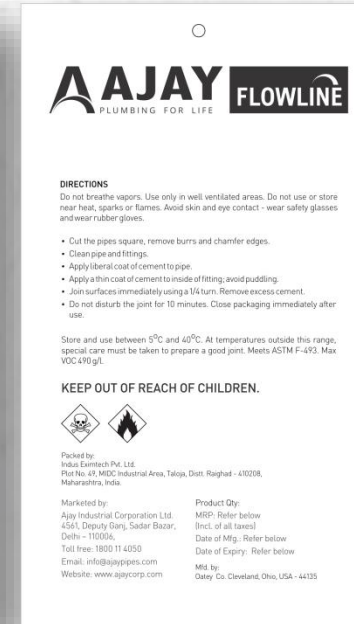 AJAY
PLUMBING FOR LIFE
FLOWLINE
DIRECTIONS
Do not breathe vapors. Use only in well ventilated areas. Do not use or store
near heat, sparks or flames. Avoid skin and eye contact - wear safety glasses
and wear rubber gloves.
• Cut the pipes square, remove burrs and chamfer edges.
• Clean pipe and fittings.
• Apply liberal coat of cement to pipe.
• Apply a thin coat of cement to inside of fitting; avoid puddling.
• Join surfaces immediately using a 1/4 turn. Remove excess cement.
• Do not disturb the joint for 10 minutes. Close packaging immediately after
use.
Store and use between 5°C and 40°C. At temperatures outside this range,
special care must be taken to prepare a good joint. Meets ASTM F-493. Max
VOC 490 g/l.
KEEP OUT OF REACH OF CHILDREN.
Packed by:
Indus Eximtech Pvt. Ltd.
Plot No. 49, MIDC Industrial Area, Taloja, Distt. Raighad - 410208,
Maharashtra, India.
Marketed by:
Ajay Industrial Corporation Ltd.
4561, Deputy Ganj, Sadar Bazar,
Delhi – 110006,
Toll free: 1800 11 4050
Email: info@ajaypipes.com
Website: www.ajaycorp.com
Product Qty:
MRP: Refer below
(Incl. of all taxes)
Date of Mfg.: Refer below
Date of Expiry: Refer below
Mfd. by:
Oatey Co. Cleveland, Ohio, USA - 44135